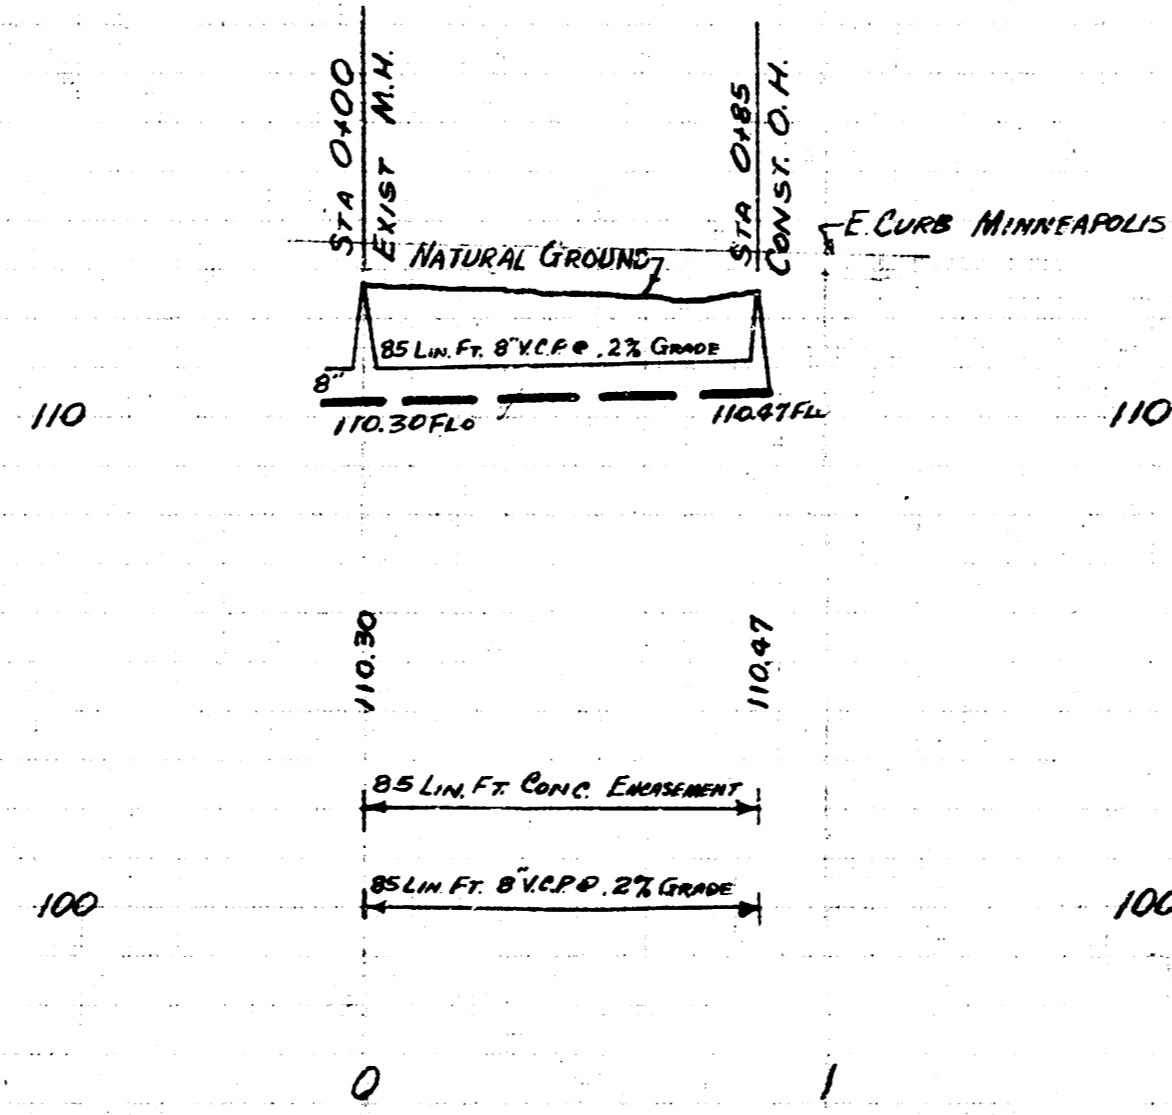 STA 0+00
EXIST M.H.
STA 0+85
CONST. O.H.
E. CURB MINNEAPOLIS
NATURAL GROUND
85 LIN. FT. 8" V.C.P. @ .2% GRADE
8"
110
110.30 FLO
110.47 FL
110
110.30
110.47
85 LIN. FT. CONC. ENCASEMENT
85 LIN. FT. 8" V.C.P @ .2% GRADE
100
100
0
1